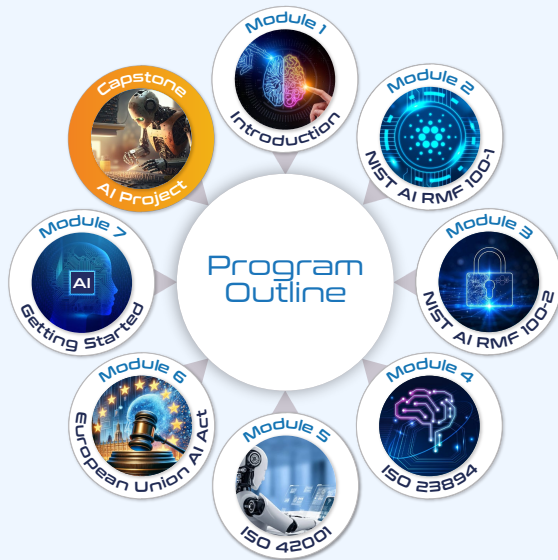 Program
Outline
Module 1
Introduction
Module 2
NIST AI RMF 100-1
Module 3
NIST AI RMF 100-2
Module 4
ISO 23894
Module 5
ISO 42001
Module 6
European Union AI Act
Module 7
AI
Getting Started
Capstone
AI Project